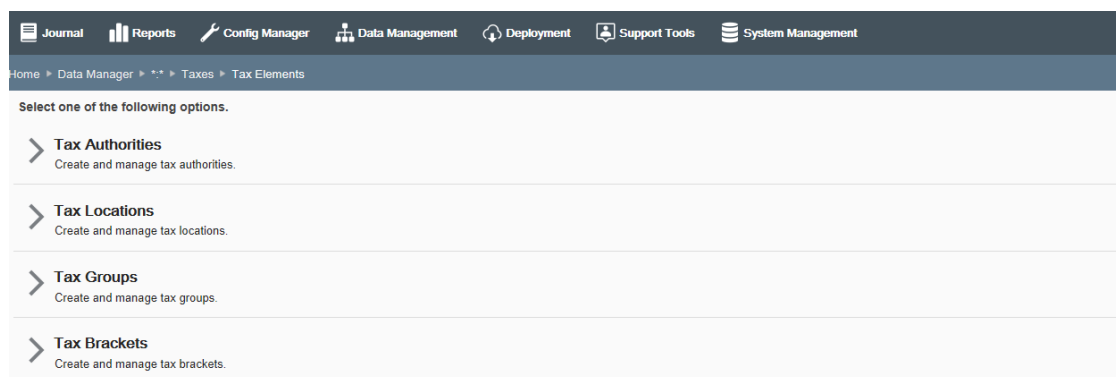 Journal Reports Config Manager Data Management Deployment Support Tools System Management
Home ▸ Data Manager ▸ *:* ▸ Taxes ▸ Tax Elements
Select one of the following options.
Tax Authorities
Create and manage tax authorities.
Tax Locations
Create and manage tax locations.
Tax Groups
Create and manage tax groups.
Tax Brackets
Create and manage tax brackets.